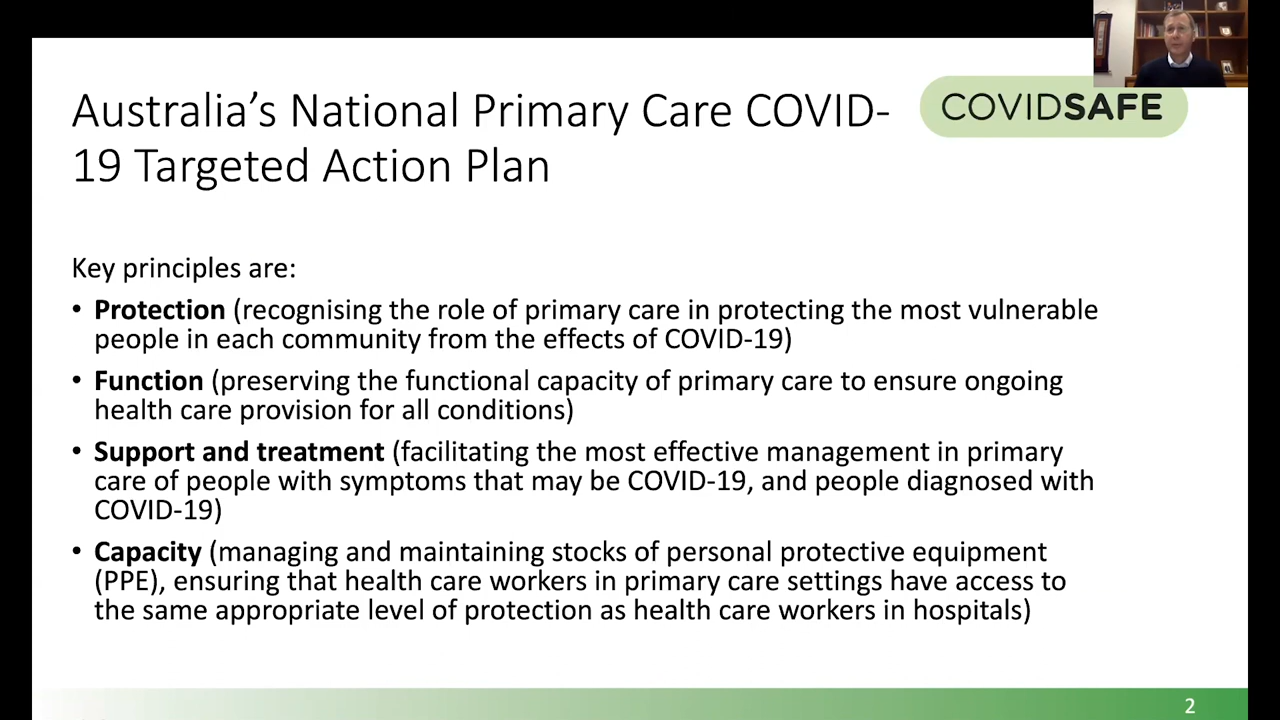 Australia’s National Primary Care COVID-
19 Targeted Action Plan
COVIDSAFE
Key principles are:
• Protection (recognising the role of primary care in protecting the most vulnerable
people in each community from the effects of COVID-19)
• Function (preserving the functional capacity of primary care to ensure ongoing
health care provision for all conditions)
• Support and treatment (facilitating the most effective management in primary
care of people with symptoms that may be COVID-19, and people diagnosed with
COVID-19)
• Capacity (managing and maintaining stocks of personal protective equipment
(PPE), ensuring that health care workers in primary care settings have access to
the same appropriate level of protection as health care workers in hospitals)
2